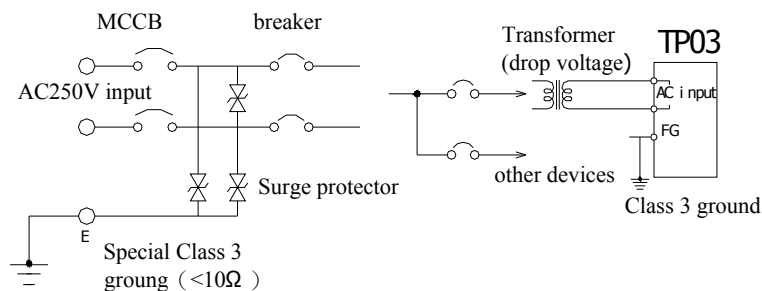 MCCB
breaker
AC250V input
Surge protector
E
Special Class 3
groung（<10Ω）
Transformer
(drop voltage)
TP03
AC input
FG
other devices
Class 3 ground